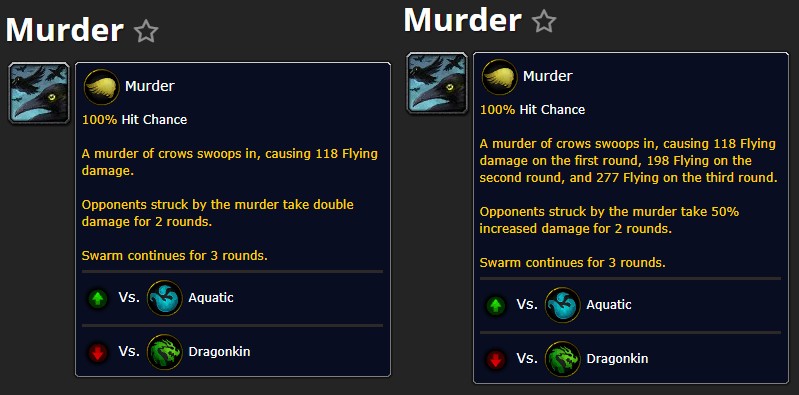 Murder
Murder
100% Hit Chance
A murder of crows swoops in, causing 118 Flying
damage.
Opponents struck by the murder take double
damage for 2 rounds.
Swarm continues for 3 rounds.
Vs. Aquatic
Vs. Dragonkin
Murder
Murder
100% Hit Chance
A murder of crows swoops in, causing 118 Flying
damage on the first round, 198 Flying on the
second round, and 277 Flying on the third round.
Opponents struck by the murder take 50%
increased damage for 2 rounds.
Swarm continues for 3 rounds.
Vs. Aquatic
Vs. Dragonkin